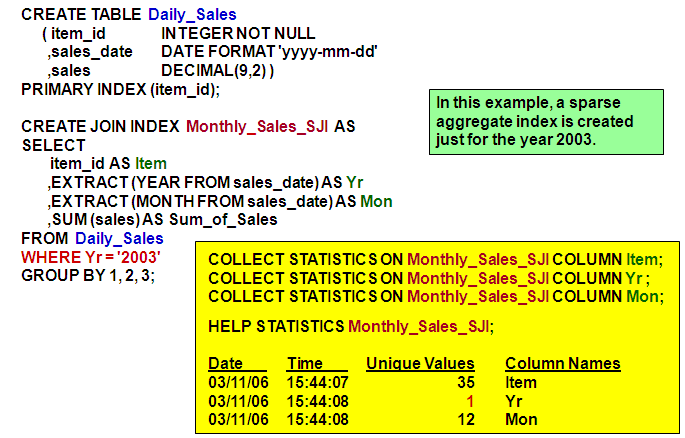 CREATE TABLE Daily_Sales
( item_id INTEGER NOT NULL
,sales_date DATE FORMAT 'yyyy-mm-dd'
,sales DECIMAL(9,2) )
PRIMARY INDEX (item_id);
In this example, a sparse
aggregate index is created
just for the year 2003.
CREATE JOIN INDEX Monthly_Sales_SJI AS
SELECT
item_id AS Item
,EXTRACT (YEAR FROM sales_date) AS Yr
,EXTRACT (MONTH FROM sales_date) AS Mon
,SUM (sales) AS Sum_of_Sales
FROM Daily_Sales
WHERE Yr = '2003'
GROUP BY 1, 2, 3;
COLLECT STATISTICS ON Monthly_Sales_SJI COLUMN Item;
COLLECT STATISTICS ON Monthly_Sales_SJI COLUMN Yr ;
COLLECT STATISTICS ON Monthly_Sales_SJI COLUMN Mon;
HELP STATISTICS Monthly_Sales_SJI;
Date Time Unique Values Column Names
03/11/06 15:44:07 35 Item
03/11/06 15:44:08 1 Yr
03/11/06 15:44:08 12 Mon